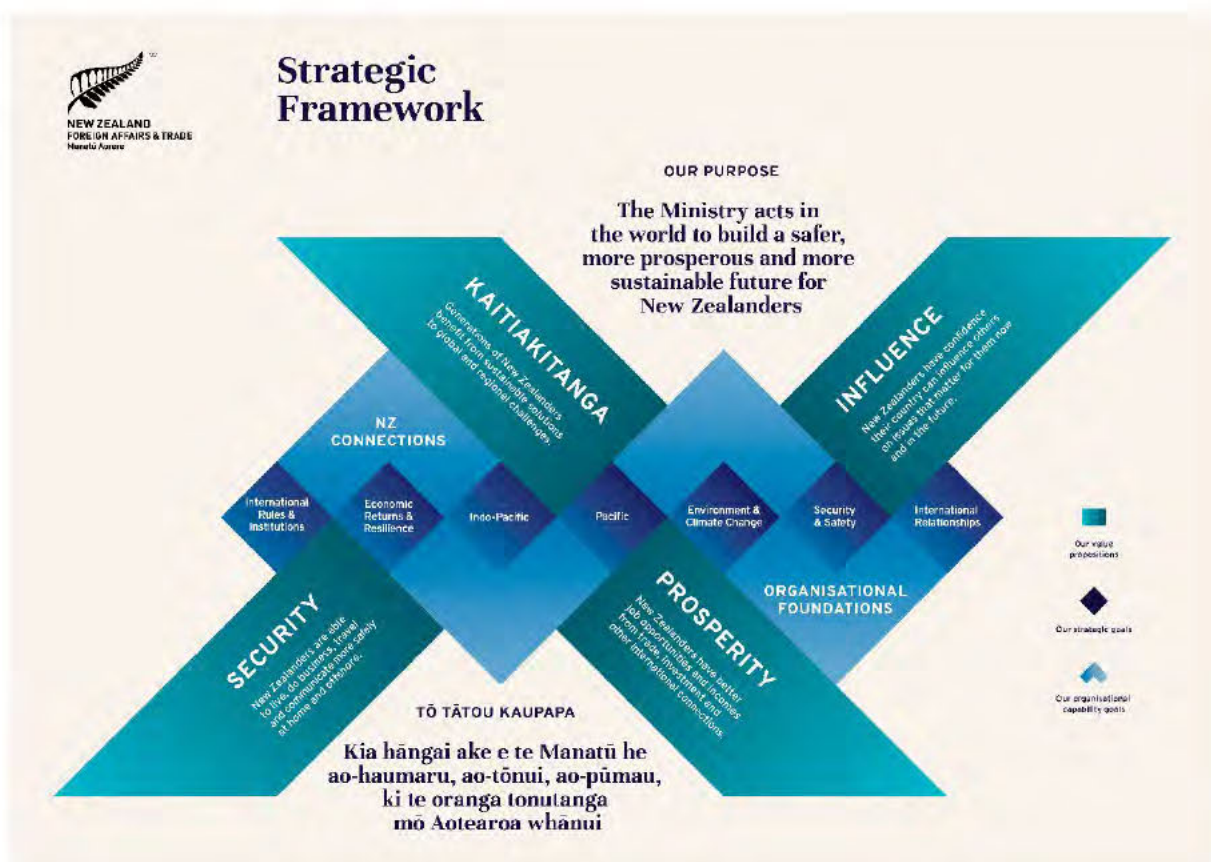 Strategic
Framework
NEW ZEALAND
FOREIGN AFFAIRS & TRADE
Manatū Aorere
OUR PURPOSE
The Ministry acts in
the world to build a safer,
more prosperous and more
sustainable future for
New Zealanders
KAITIAKITANGA
Generations of New Zealanders
benefit from sustainable solutions
to global and regional challenges.
INFLUENCE
New Zealanders have confidence
their country can influence others
on issues that matter for them now
and in the future.
NZ
CONNECTIONS
International
Rules &
Institutions
Economic
Returns &
Resilience
Indo-Pacific
Pacific
Environment &
Climate Change
Security
& Safety
International
Relationships
SECURITY
New Zealanders are able
to live, do business, travel
and communicate more safely
at home and offshore.
PROSPERITY
New Zealanders have better
job opportunities and incomes
from trade, investment and
other international connections.
ORGANISATIONAL
FOUNDATIONS
Our value
propositions
Our strategic goals
Our organisational
capability goals
TŌ TĀTOU KAUPAPA
Kia hāngai ake e te Manatū he
ao-haumaru, ao-tōnui, ao-pūmau,
ki te oranga tonutanga
mō Aotearoa whānui